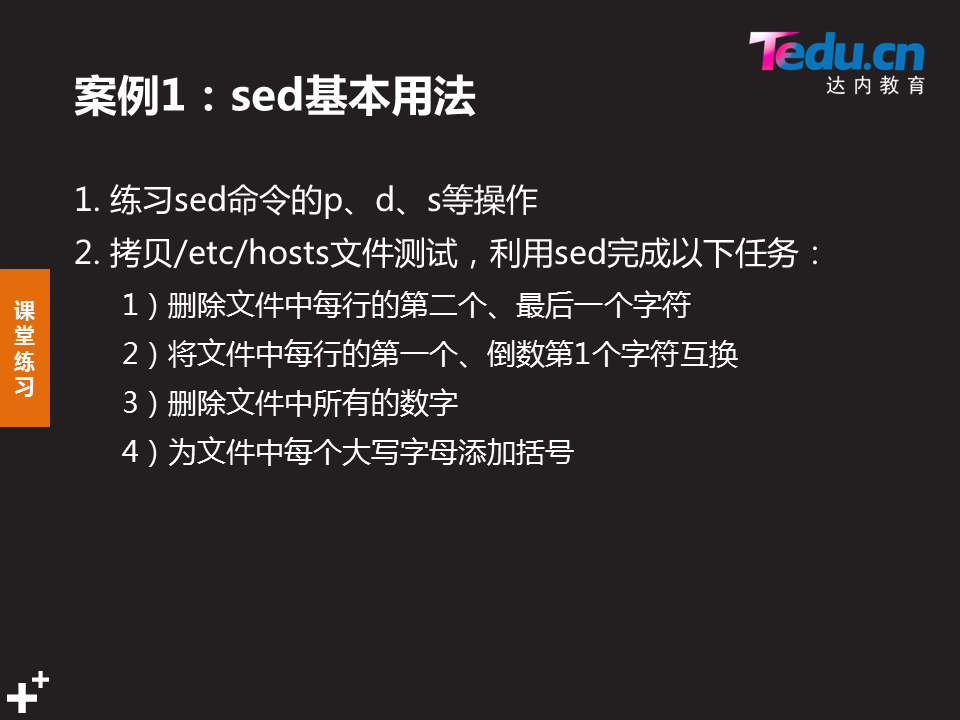 Tedu.cn
达内教育
案例1：sed基本用法
1. 练习sed命令的p、d、s等操作
2. 拷贝/etc/hosts文件测试，利用sed完成以下任务：
1）删除文件中每行的第二个、最后一个字符
2）将文件中每行的第一个、倒数第1个字符互换
3）删除文件中所有的数字
4）为文件中每个大写字母添加括号
课
堂
练
习